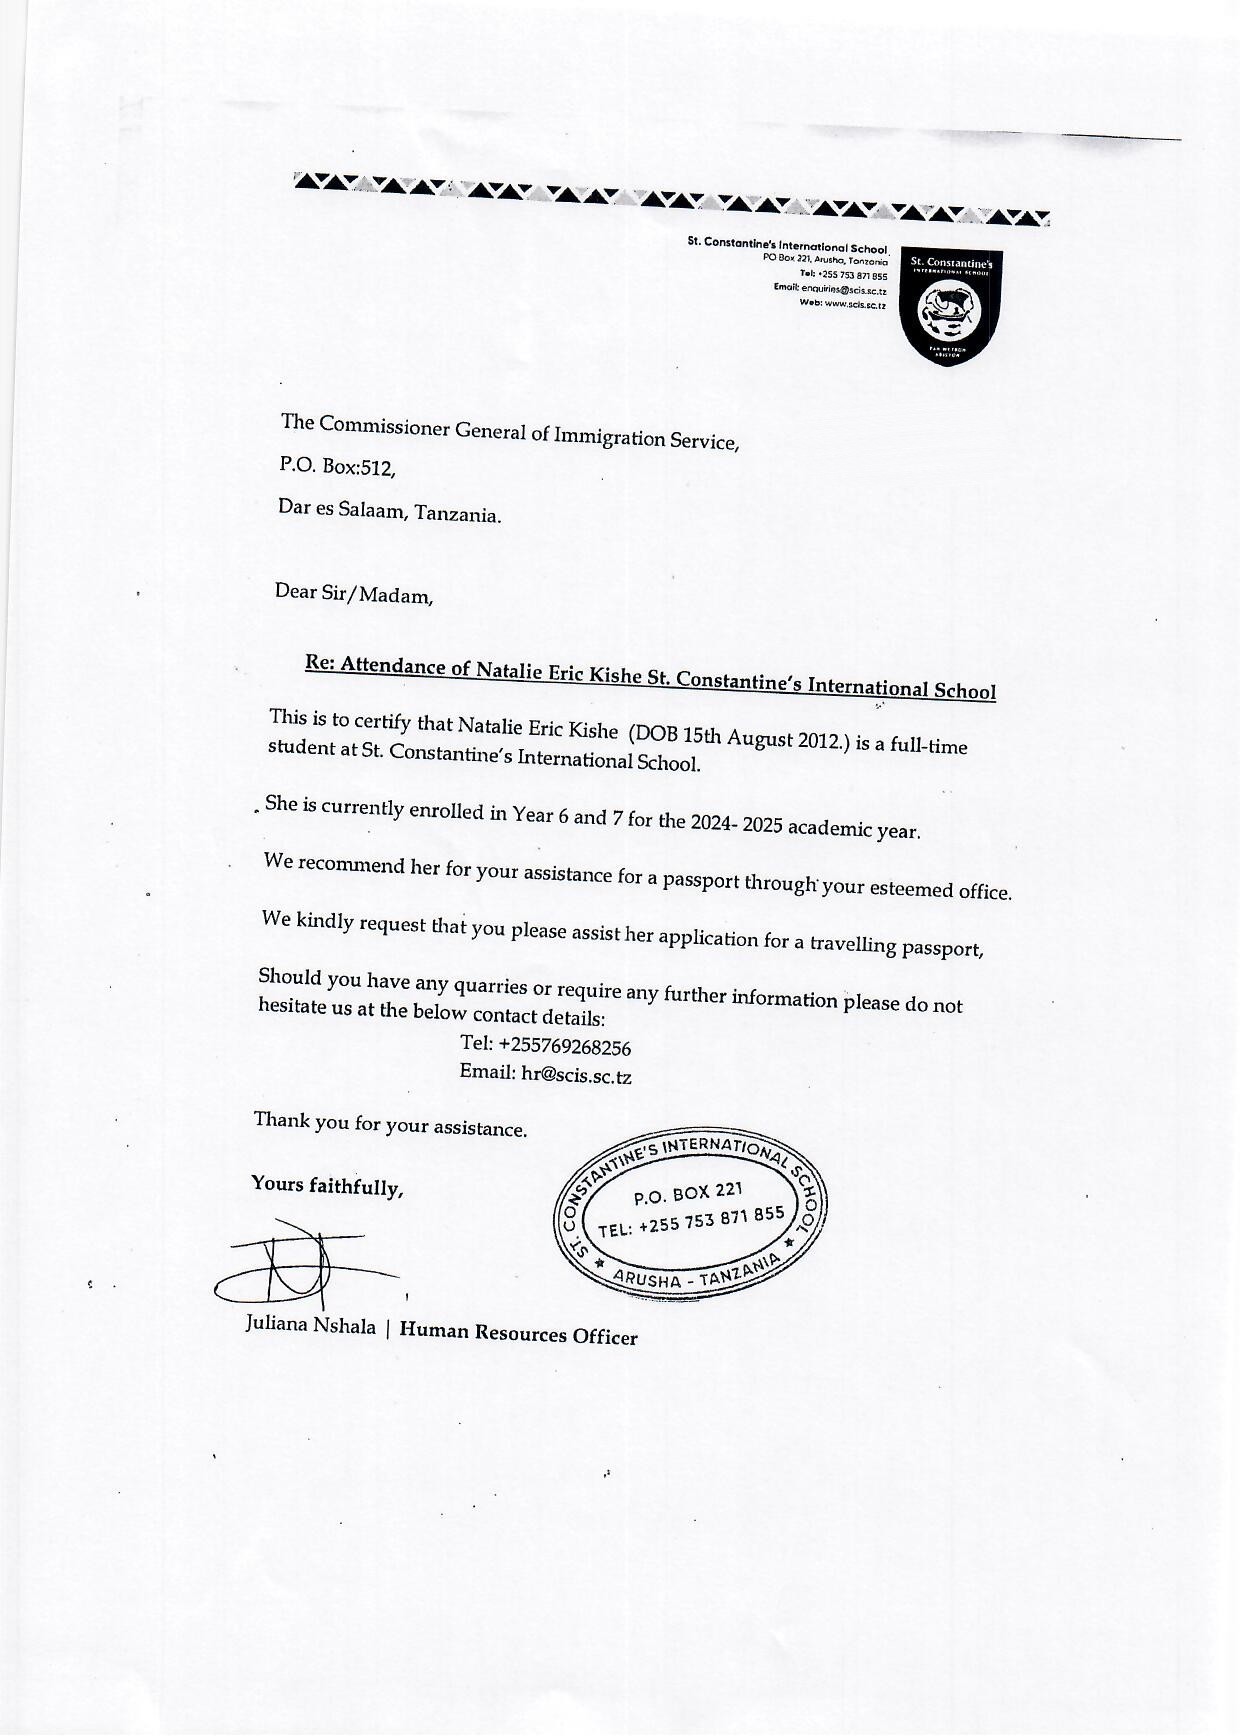 St. Constantine's International School
PO Box 221, Arusha, Tanzania
Tel: +255 753 871 855
Email: enquiries@scis.sc.tz
Web: www.scis.sc.tz
St. Constantine's
INTERNATIONAL SCHOOL
The Commissioner General of Immigration Service,
P.O. Box:512,
Dar es Salaam, Tanzania.
Dear Sir/Madam,
Re: Attendance of Natalie Eric Kishe St. Constantine's International School
This is to certify that Natalie Eric Kishe (DOB 15th August 2012.) is a full-time
student at St. Constantine's International School.
She is currently enrolled in Year 6 and 7 for the 2024- 2025 academic year.
We recommend her for your assistance for a passport through your esteemed office.
We kindly request that you please assist her application for a travelling passport,
Should you have any quarries or require any further information please do not
hesitate us at the below contact details:
Tel: +255769268256
Email: hr@scis.sc.tz
Thank you for your assistance.
Yours faithfully,
ST. CONSTANTINE'S INTERNATIONAL SCHOOL
P.O. BOX 221
TEL: +255 753 871 855
★ ARUSHA - TANZANIA ★
Juliana Nshala | Human Resources Officer